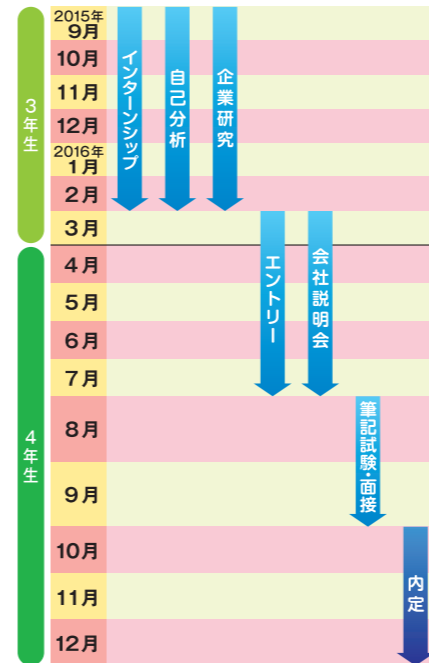 3年生
2015年
9月
10月
11月
12月
2016年
1月
2月
3月
インターンシップ
自己分析
企業研究
4年生
4月
5月
6月
7月
8月
9月
10月
11月
12月
エントリー
会社説明会
筆記試験・面接
内定